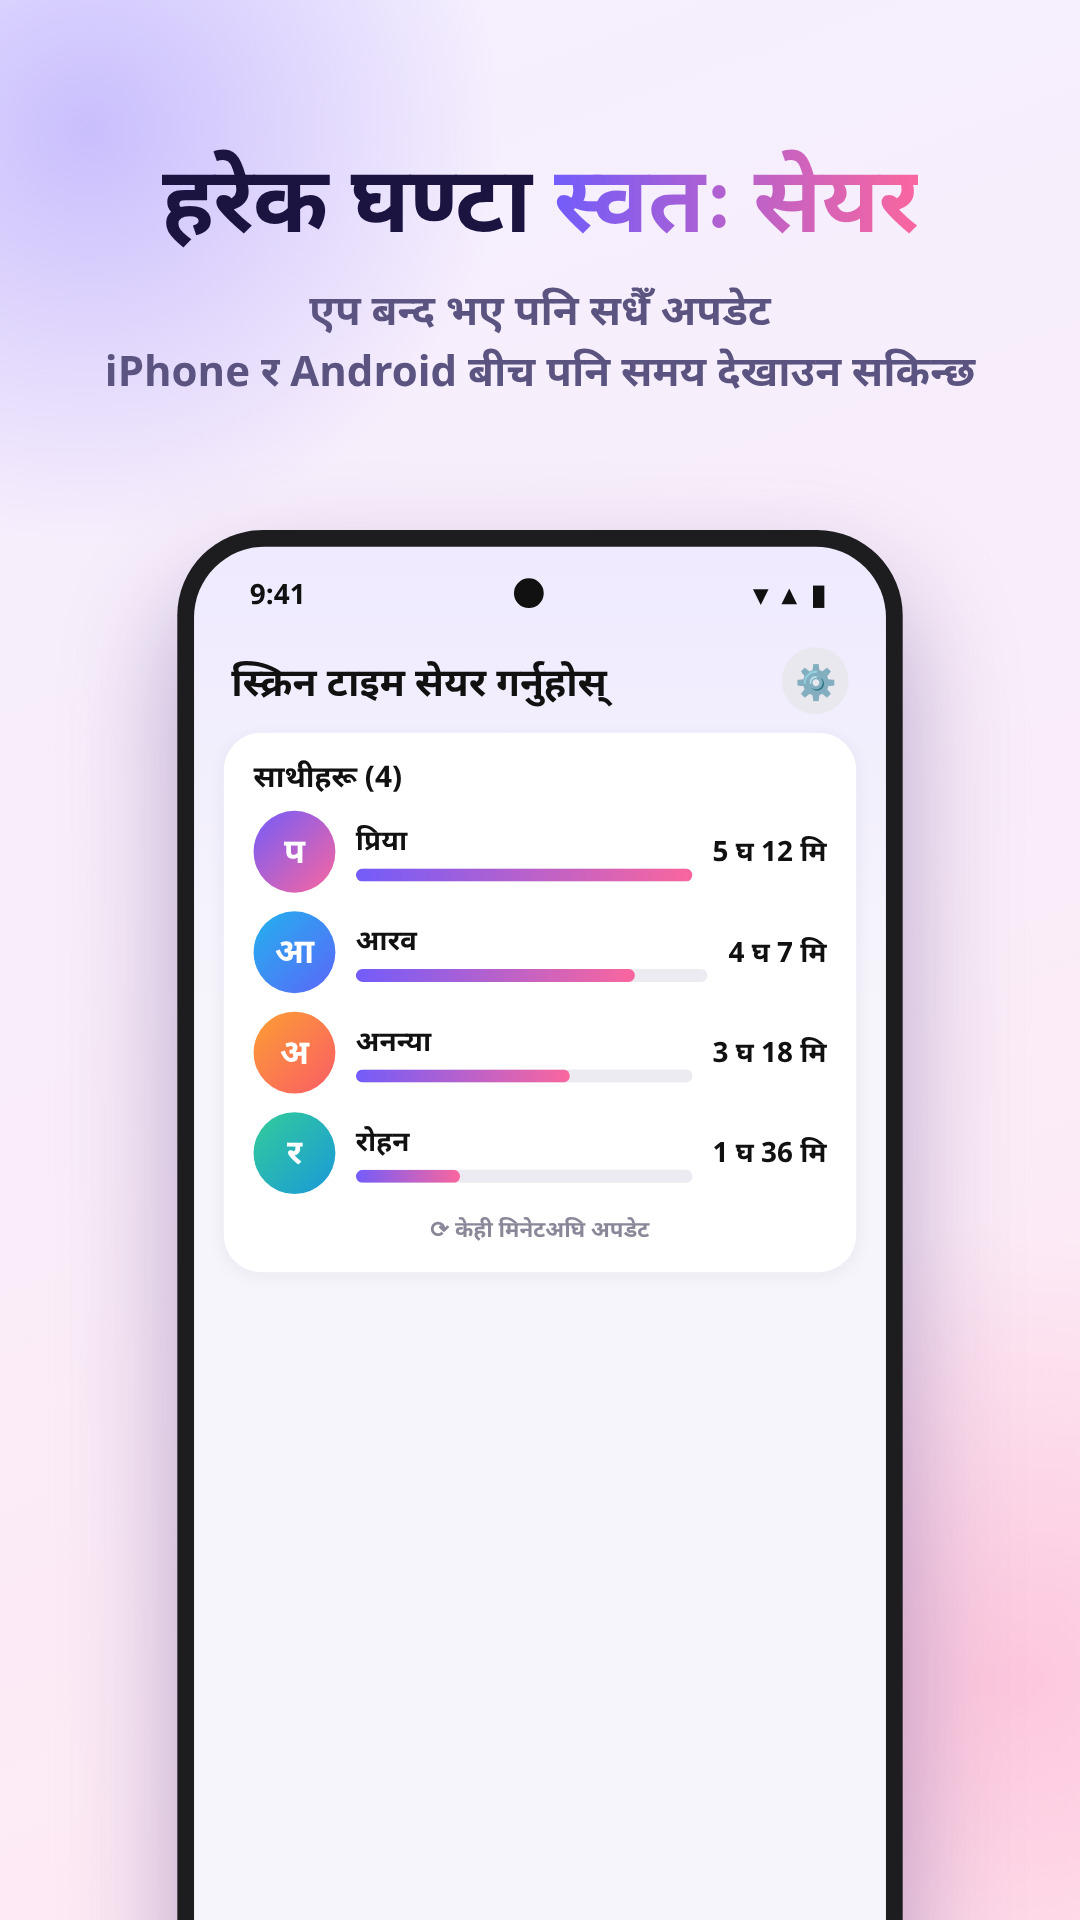 हरेक घण्टा स्वतः सेयर
एप बन्द भए पनि सधैँ अपडेट
iPhone र Android बीच पनि समय देखाउन सकिन्छ
9:41
स्क्रिन टाइम सेयर गर्नुहोस्
साथीहरू (4)
प
प्रिया
5 घ 12 मि
आ
आरव
4 घ 7 मि
अ
अनन्या
3 घ 18 मि
र
रोहन
1 घ 36 मि
⟳ केही मिनेटअघि अपडेट